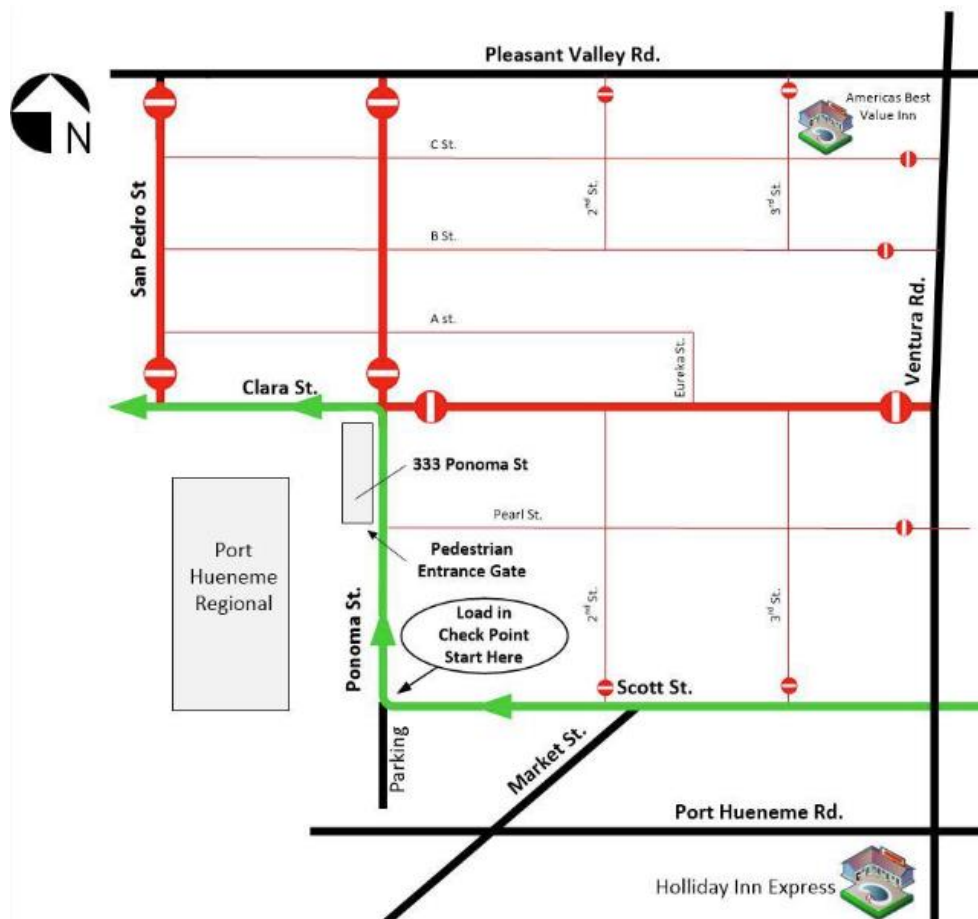 Pleasant Valley Rd.
N
Americas Best
Value Inn
C St.
San Pedro St
2nd St.
3rd St.
B St.
Ventura Rd.
A st.
Eureka St.
Clara St.
333 Ponoma St
Pearl St.
Port
Hueneme
Regional
Pedestrian
Entrance Gate
Ponoma St.
Load in
Check Point
Start Here
2nd St.
3rd St.
Scott St.
Parking
Market St.
Port Hueneme Rd.
Holliday Inn Express